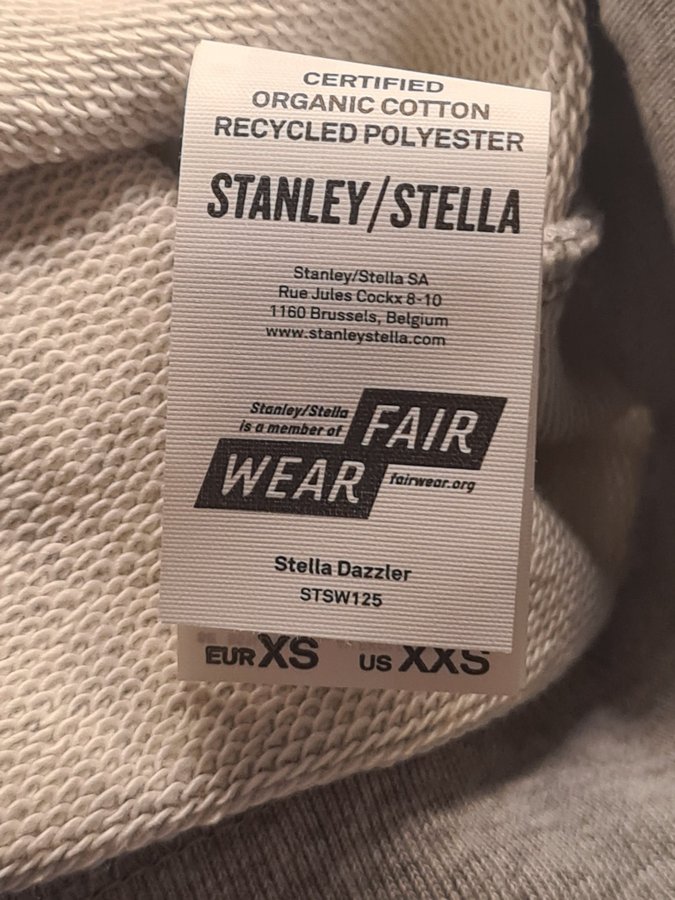 CERTIFIED
ORGANIC COTTON
RECYCLED POLYESTER
STANLEY/STELLA
Stanley/Stella SA
Rue Jules Cockx 8-10
1160 Brussels, Belgium
www.stanleystella.com
Stanley/Stella
is a member of
FAIR
WEAR
fairwear.org
Stella Dazzler
STSW125
EUR XS US XXS